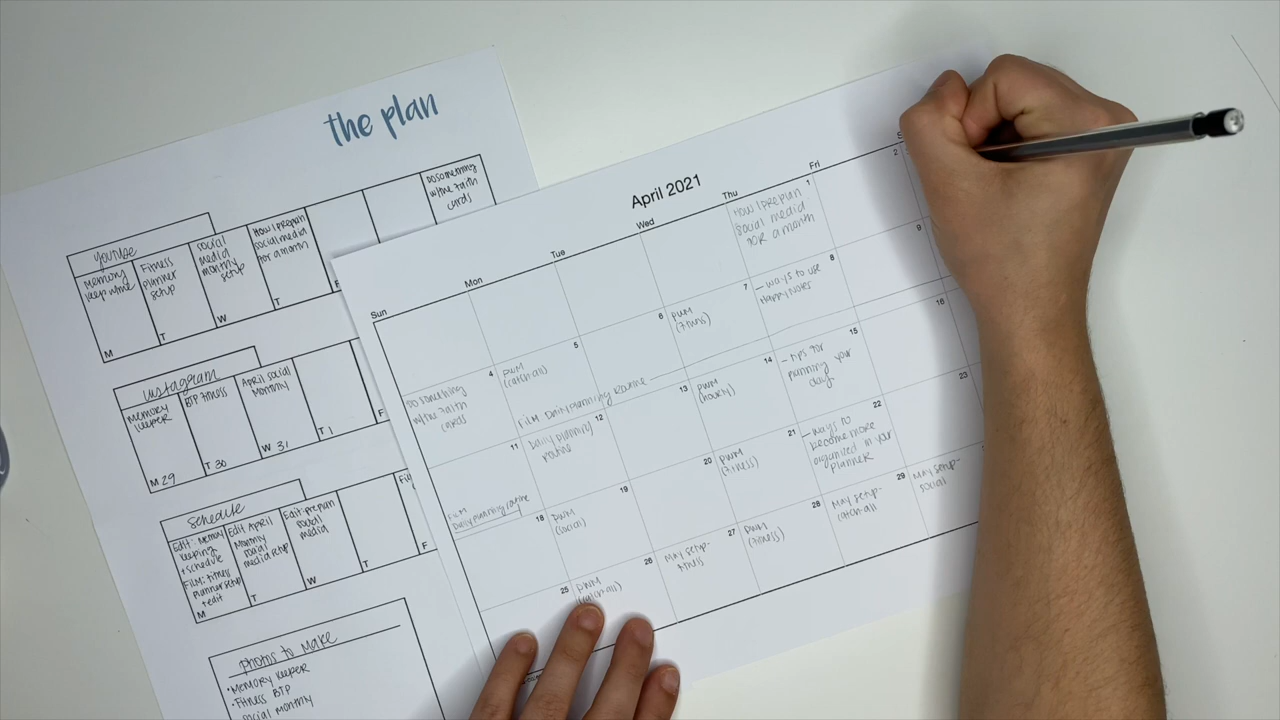 the plan
youtube
Memory
keep w/me
M
Fitness
planner
setup
T
social
media
monthly
setup
W
How I preplan
social media
for a month
T
F
Do something
w/the Faith
cards
instagram
Memory
keeper
M 29
BTP Fitness
T 30
April social
Monthly
W 31
T 1
F
schedule
Edit: Memory
keeping
+ schedule
Film: fitness
planner setup
+ edit
M
Edit April
Monthly
social
media setup
T
Edit: preplan
social
media
W
T
F
photos to Make
• Memory keeper
• Fitness BTP
social monthly
April 2021
Sun
Mon
Tue
Wed
Thu
Fri
1
How I preplan
social media
for a month
2
4
Do something
w/the Faith
cards
5
PWM
(catch-all)
6
7
PWM
(fitness)
8
– ways to use
Happy Notes
9
Film Daily planning Routine
11
Film
Daily planning routine
12
Daily planning
routine
13
14
PWM
(hourly)
15
– tips for
planning your
day
16
18
19
PWM
(social)
20
21
PWM
(fitness)
22
– ways to
become more
organized in your
planner
23
25
26
PWM
(catch-all)
27
May setup-
fitness
28
PWM
(fitness)
29
May setup-
catch-all
May setup-
social